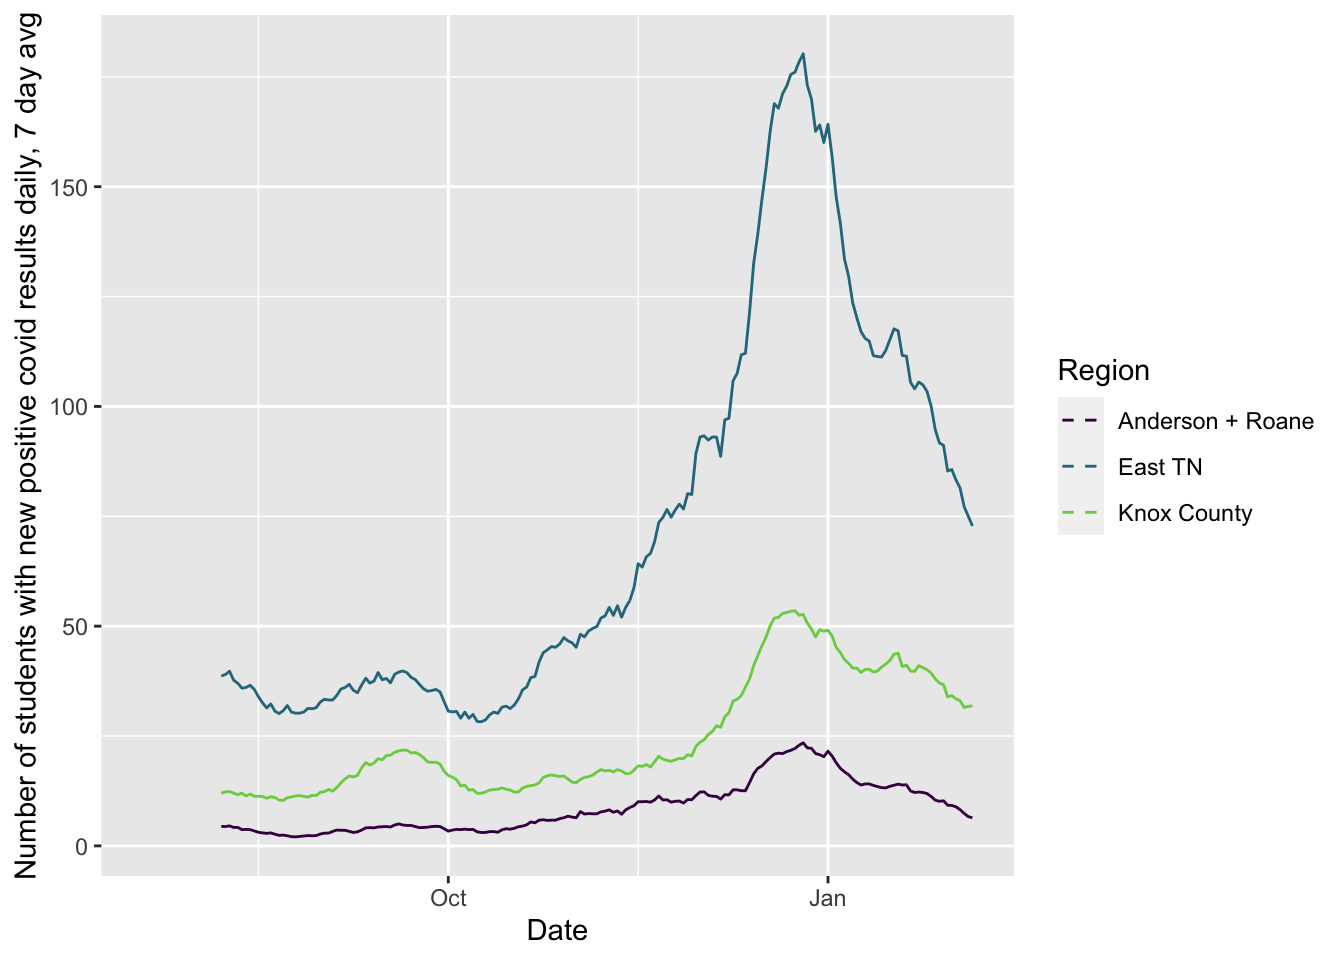 Number of students with new positive covid results daily, 7 day avg
150
100
50
0
Oct
Jan
Date
Region
Anderson + Roane
East TN
Knox County